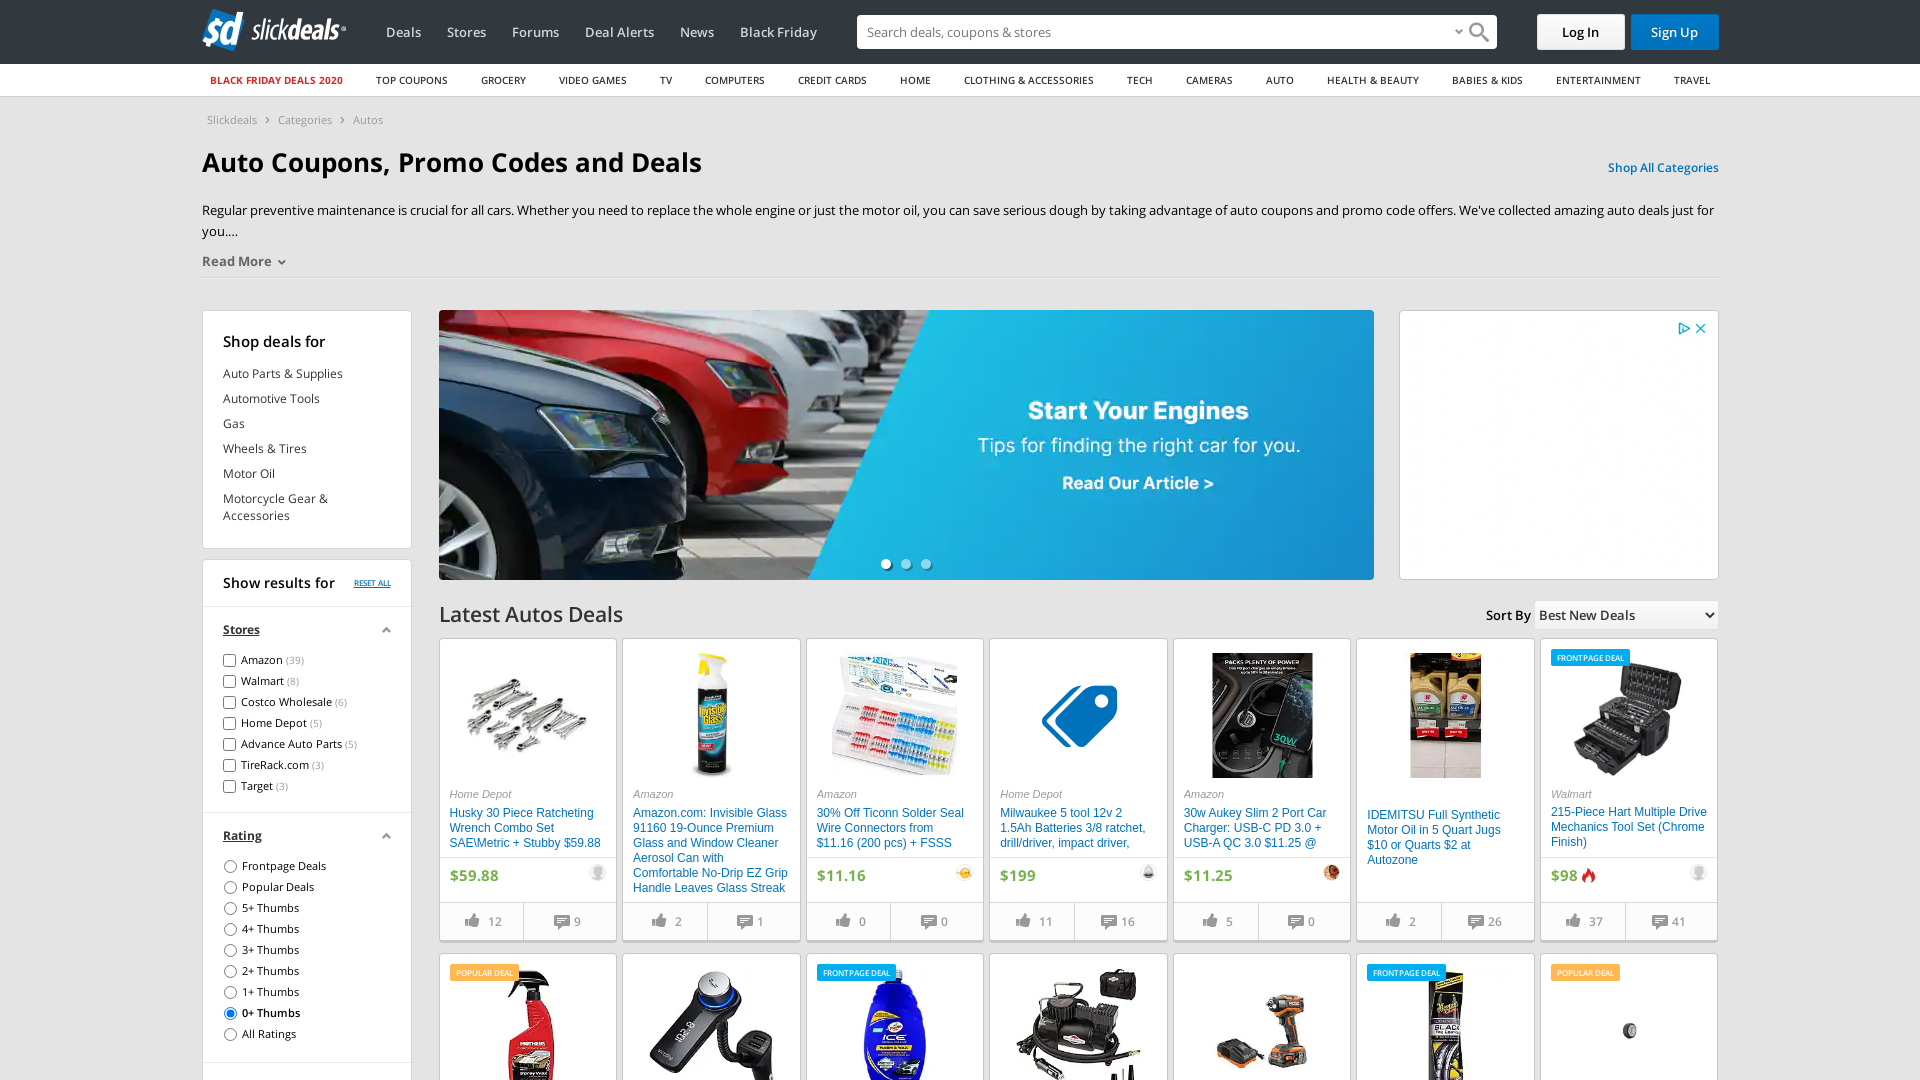 sd slickdeals
Deals Stores Forums Deal Alerts News Black Friday
Search deals, coupons & stores
Log In
Sign Up
BLACK FRIDAY DEALS 2020 TOP COUPONS GROCERY VIDEO GAMES TV COMPUTERS CREDIT CARDS HOME CLOTHING & ACCESSORIES TECH CAMERAS AUTO HEALTH & BEAUTY BABIES & KIDS ENTERTAINMENT TRAVEL
Slickdeals Categories Autos
Auto Coupons, Promo Codes and Deals
Shop All Categories
Regular preventive maintenance is crucial for all cars. Whether you need to replace the whole engine or just the motor oil, you can save serious dough by taking advantage of auto coupons and promo code offers. We've collected amazing auto deals just for
you....
Read More
Shop deals for
Auto Parts & Supplies
Automotive Tools
Gas
Wheels & Tires
Motor Oil
Motorcycle Gear &
Accessories
Start Your Engines
Tips for finding the right car for you.
Read Our Article >
Show results for RESET ALL
Stores
Amazon (39)
Walmart (8)
Costco Wholesale (6)
Home Depot (5)
Advance Auto Parts (5)
TireRack.com (3)
Target (3)
Rating
Frontpage Deals
Popular Deals
5+ Thumbs
4+ Thumbs
3+ Thumbs
2+ Thumbs
1+ Thumbs
0+ Thumbs
All Ratings
Latest Autos Deals
Sort By Best New Deals
Home Depot
Husky 30 Piece Ratcheting
Wrench Combo Set
SAE\Metric + Stubby $59.88
$59.88
12 9
Invisible
Glass
Amazon
Amazon.com: Invisible Glass
91160 19-Ounce Premium
Glass and Window Cleaner
Aerosol Can with
Comfortable No-Drip EZ Grip
Handle Leaves Glass Streak
2 1
Amazon
30% Off Ticonn Solder Seal
Wire Connectors from
$11.16 (200 pcs) + FSSS
$11.16
0 0
Home Depot
Milwaukee 5 tool 12v 2
1.5Ah Batteries 3/8 ratchet,
drill/driver, impact driver,
$199
11 16
PACKS PLENTY OF POWER
30W
Amazon
30w Aukey Slim 2 Port Car
Charger: USB-C PD 3.0 +
USB-A QC 3.0 $11.25 @
$11.25
5 0
IDEMITSU Full Synthetic
Motor Oil in 5 Quart Jugs
$10 or Quarts $2 at
Autozone
2 26
FRONTPAGE DEAL
Walmart
215-Piece Hart Multiple Drive
Mechanics Tool Set (Chrome
Finish)
$98
37 41
POPULAR DEAL
MOTHERS
FRONTPAGE DEAL
ICE
FRONTPAGE DEAL
BLACK
POPULAR DEAL